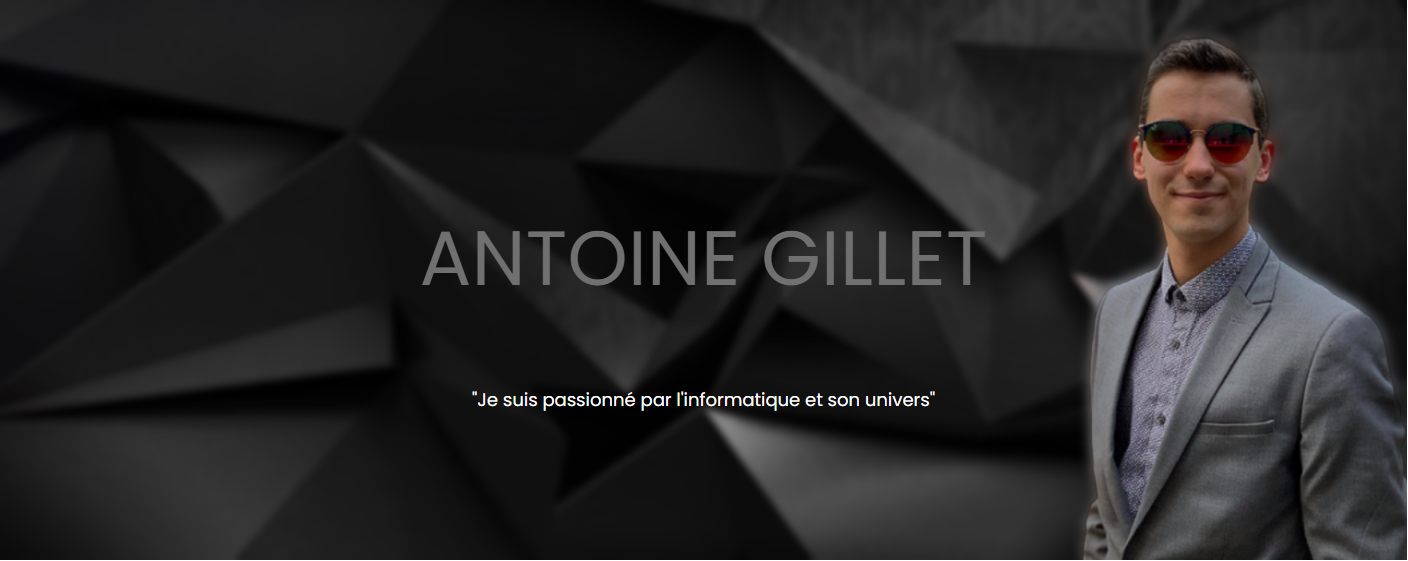 ANTOINE GILLET
"Je suis passionné par l'informatique et son univers"